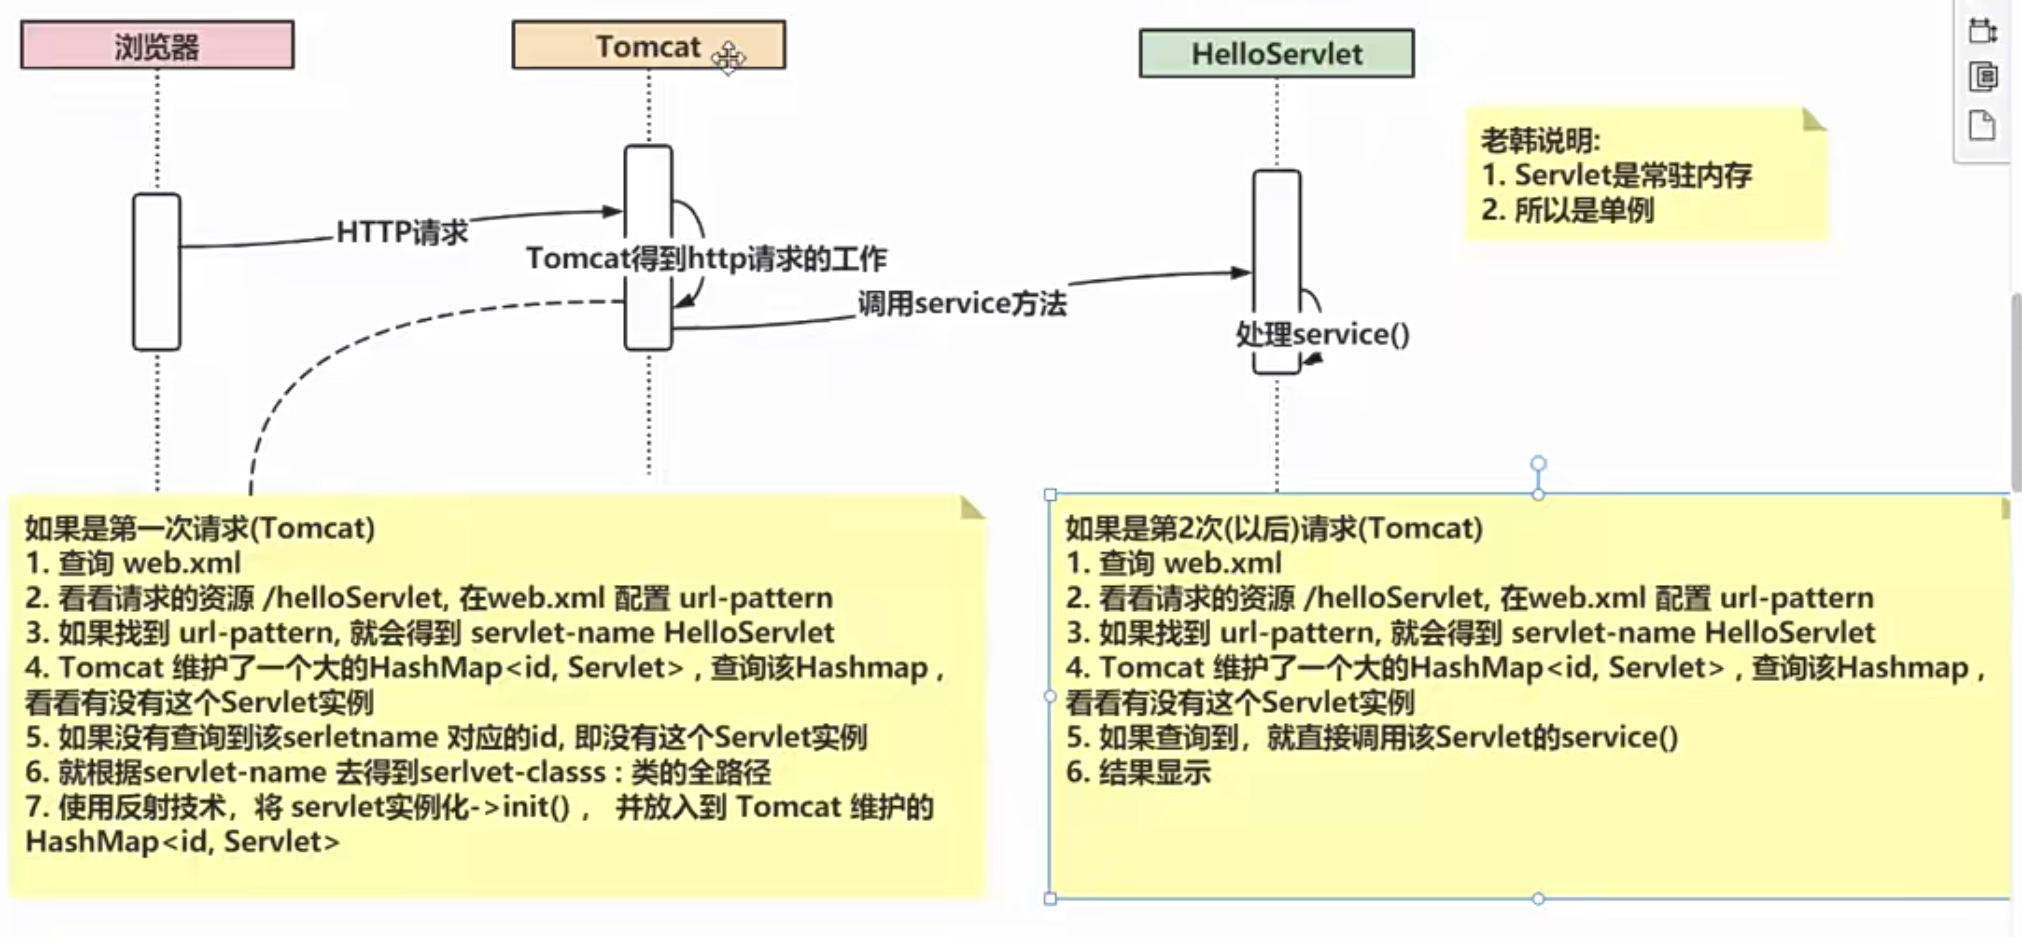 浏览器
Tomcat
HelloServlet
老韩说明:
1. Servlet是常驻内存
2. 所以是单例
HTTP请求
Tomcat得到http请求的工作
调用service方法
处理service()
如果是第一次请求(Tomcat)
1. 查询 web.xml
2. 看看请求的资源 /helloServlet, 在web.xml 配置 url-pattern
3. 如果找到 url-pattern, 就会得到 servlet-name HelloServlet
4. Tomcat 维护了一个大的HashMap<id, Servlet> , 查询该Hashmap ,
看看有没有这个Servlet实例
5. 如果没有查询到该serletname 对应的id, 即没有这个Servlet实例
6. 就根据servlet-name 去得到serlvet-classs : 类的全路径
7. 使用反射技术，将 servlet实例化->init() ， 并放入到 Tomcat 维护的
HashMap<id, Servlet>
如果是第2次(以后)请求(Tomcat)
1. 查询 web.xml
2. 看看请求的资源 /helloServlet, 在web.xml 配置 url-pattern
3. 如果找到 url-pattern, 就会得到 servlet-name HelloServlet
4. Tomcat 维护了一个大的HashMap<id, Servlet> , 查询该Hashmap ,
看看有没有这个Servlet实例
5. 如果查询到，就直接调用该Servlet的service()
6. 结果显示